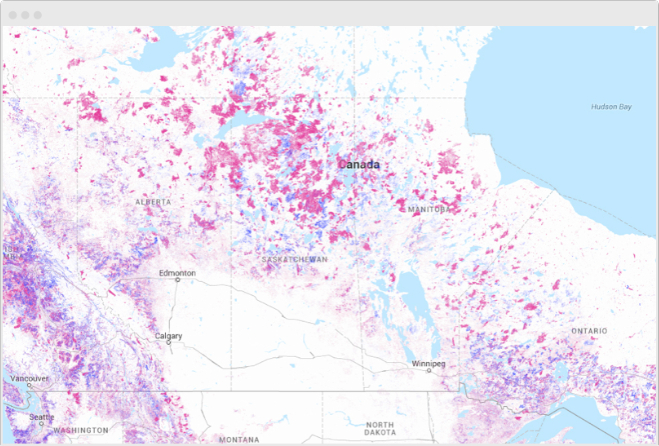 Hudson Bay
Canada
ALBERTA
MANITOBA
SASKATCHEWAN
Edmonton
ONTARIO
Calgary
Winnipeg
Vancouver
Seattle
WASHINGTON
MONTANA
NORTH
DAKOTA